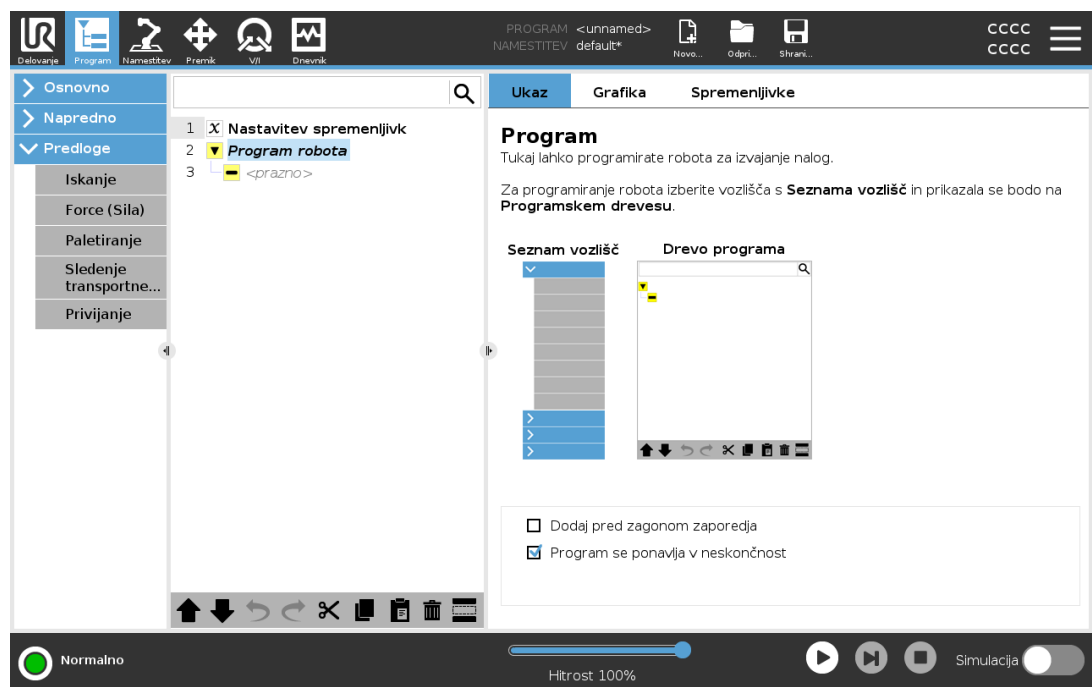 PROGRAM <unnamed>
NAMESTITEV default*
cccc
cccc
Delovanje
Program
Namestitev
Premik
V/I
Dnevnik
Novo...
Odpri...
Shrani...
Osnovno
Napredno
Predloge
Iskanje
Force (Sila)
Paletiranje
Sledenje
transportne...
Privijanje
1 X Nastavitev spremenljivk
2 Program robota
3 <prazno>
Ukaz
Grafika
Spremenljivke
Program
Tukaj lahko programirate robota za izvajanje nalog.
Za programiranje robota izberite vozlišča s Seznama vozlišč in prikazala se bodo na
Programskem drevesu.
Seznam vozlišč
Drevo programa
Dodaj pred zagonom zaporedja
Program se ponavlja v neskončnost
Normalno
Hitrost 100%
Simulacija